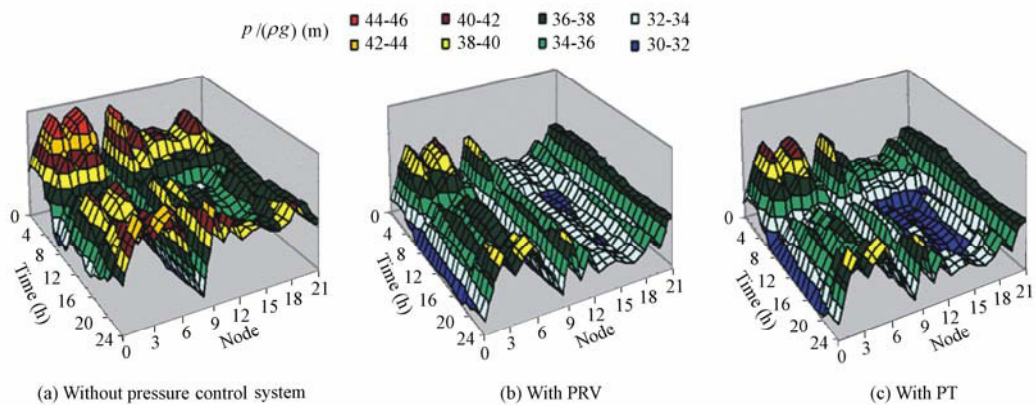 p/(ρg) (m)
44-46 40-42 36-38 32-34
42-44 38-40 34-36 30-32
0
4
8
12
16
20
24
Time (h)
0 3 6 9 12 15 18 21
Node
(a) Without pressure control system
0
4
8
12
16
20
24
Time (h)
0 3 6 9 12 15 18 21
Node
(b) With PRV
0
4
8
12
16
20
24
Time (h)
0 3 6 9 12 15 18 21
Node
(c) With PT